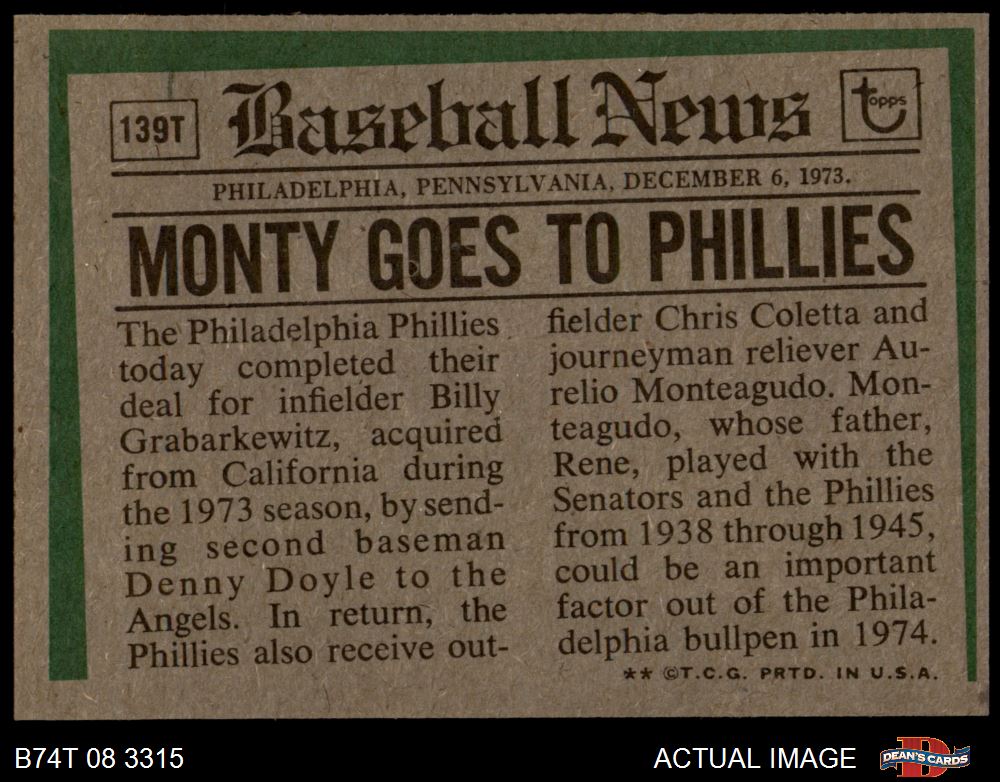 139T
Baseball News
topps
PHILADELPHIA, PENNSYLVANIA, DECEMBER 6, 1973.
MONTY GOES TO PHILLIES
The Philadelphia Phillies
today completed their
deal for infielder Billy
Grabarkewitz, acquired
from California during
the 1973 season, by send-
ing second baseman
Denny Doyle to the
Angels. In return, the
Phillies also receive out-
fielder Chris Coletta and
journeyman reliever Au-
relio Monteagudo. Mon-
teagudo, whose father,
Rene, played with the
Senators and the Phillies
from 1938 through 1945,
could be an important
factor out of the Phila-
delphia bullpen in 1974.
** ©T.C.G. PRTD. IN U.S.A.
B74T 08 3315
ACTUAL IMAGE
DEAN'S CARDS